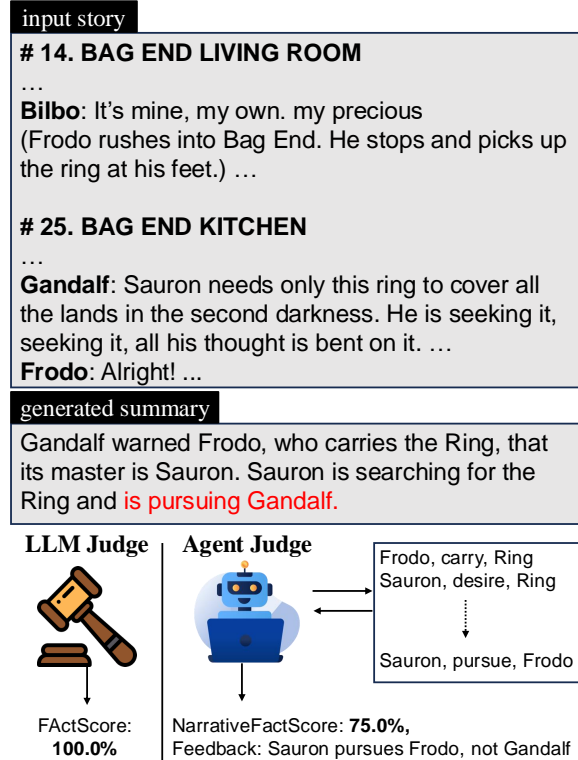 input story
# 14. BAG END LIVING ROOM
…
Bilbo: It's mine, my own. my precious
(Frodo rushes into Bag End. He stops and picks up
the ring at his feet.) …
# 25. BAG END KITCHEN
…
Gandalf: Sauron needs only this ring to cover all
the lands in the second darkness. He is seeking it,
seeking it, all his thought is bent on it. …
Frodo: Alright! ...
generated summary
Gandalf warned Frodo, who carries the Ring, that
its master is Sauron. Sauron is searching for the
Ring and is pursuing Gandalf.
LLM Judge
Agent Judge
Frodo, carry, Ring
Sauron, desire, Ring
Sauron, pursue, Frodo
FActScore:
100.0%
NarrativeFactScore: 75.0%,
Feedback: Sauron pursues Frodo, not Gandalf